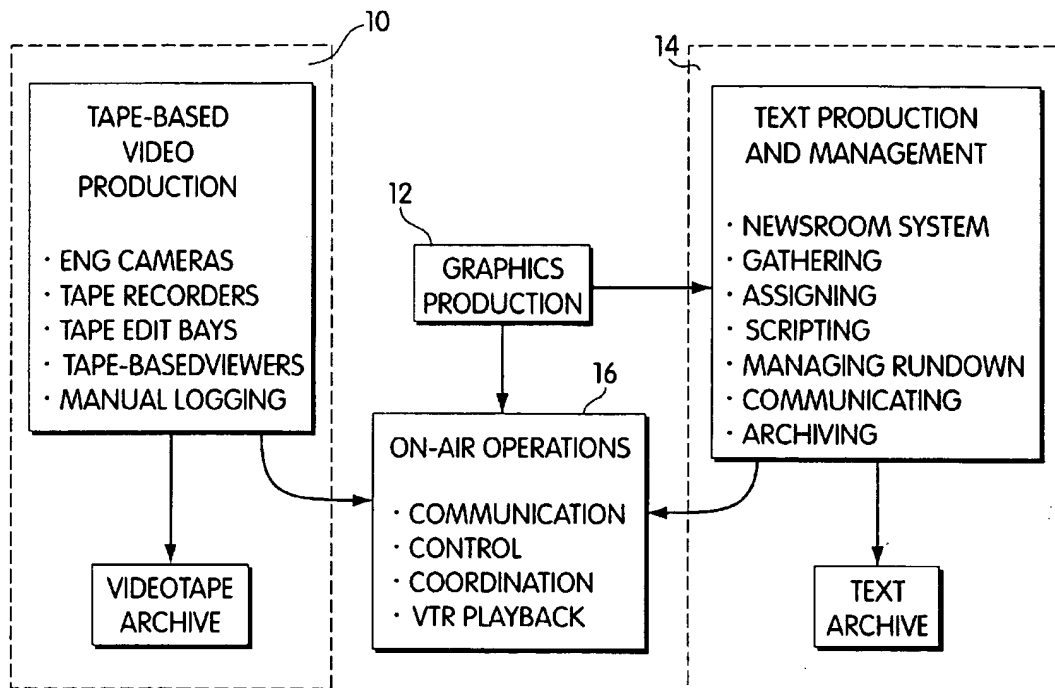 10
TAPE-BASED
VIDEO
PRODUCTION
· ENG CAMERAS
· TAPE RECORDERS
· TAPE EDIT BAYS
· TAPE-BASEDVIEWERS
· MANUAL LOGGING
VIDEOTAPE
ARCHIVE
12
GRAPHICS
PRODUCTION
16
ON-AIR OPERATIONS
· COMMUNICATION
· CONTROL
· COORDINATION
· VTR PLAYBACK
14
TEXT PRODUCTION
AND MANAGEMENT
· NEWSROOM SYSTEM
· GATHERING
· ASSIGNING
· SCRIPTING
· MANAGING RUNDOWN
· COMMUNICATING
· ARCHIVING
TEXT
ARCHIVE